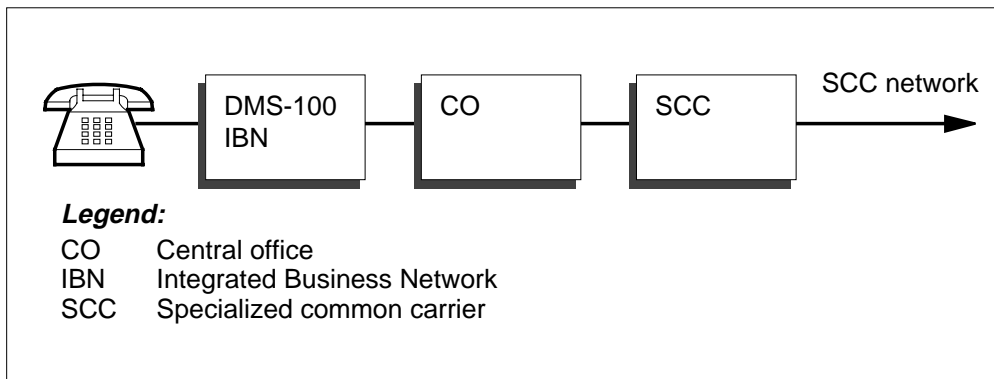 DMS-100
IBN
CO
SCC
SCC network
Legend:
CO Central office
IBN Integrated Business Network
SCC Specialized common carrier